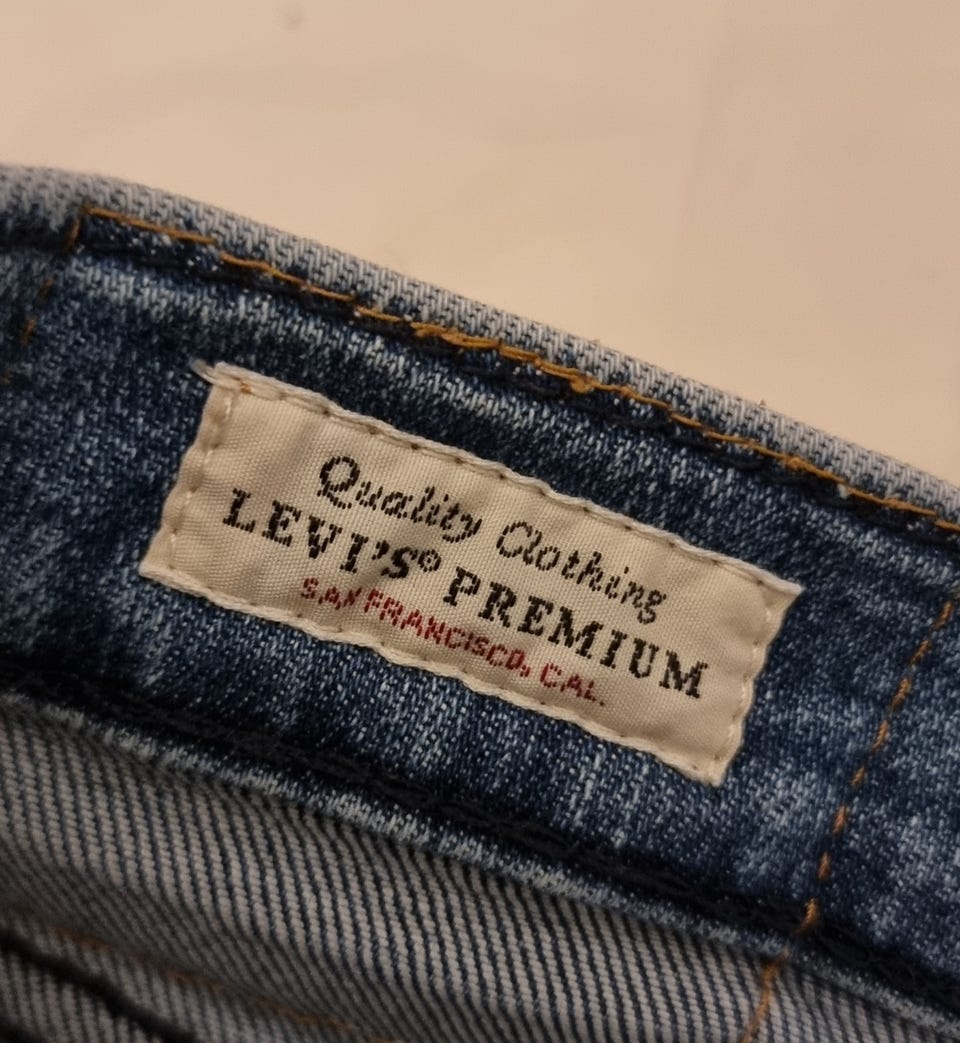 Quality Clothing
LEVI'S® PREMIUM
SAN FRANCISCO, CAL.